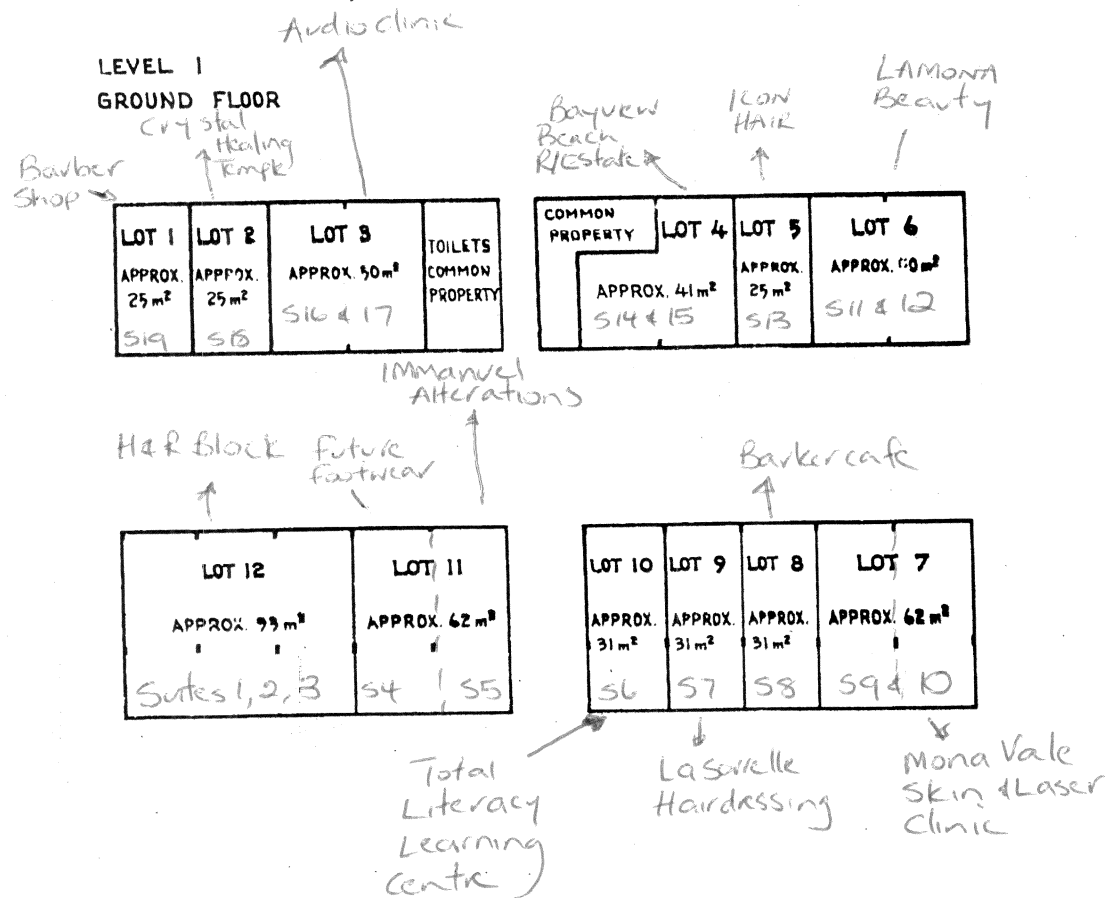 Audioclinic
LEVEL 1
GROUND FLOOR
Crystal
Healing
Temple
Barber
Shop
Bayview
Beach
R/Estate
ICON
HAIR
LAMONA
Beauty
LOT 1
APPROX.
25 m²
S19
LOT 2
APPROX.
25 m²
S18
LOT 3
APPROX. 50 m²
S16 & 17
TOILETS
COMMON
PROPERTY
COMMON
PROPERTY
LOT 4
APPROX. 41 m²
S14 & 15
LOT 5
APPROX.
25 m²
S13
LOT 6
APPROX. m²
S11 & 12
IMManuel
Alterations
H&R Block
Future
Footwear
Barkercafe
LOT 12
APPROX. 93 m²
Suites 1, 2, 3
LOT 11
APPROX. 62 m²
S4 S5
LOT 10
APPROX.
31 m²
S6
LOT 9
APPROX.
31 m²
S7
LOT 8
APPROX.
31 m²
S8
LOT 7
APPROX. 62 m²
S9 & 10
Total
Literacy
Learning
Centre
Hairdressing
Mona Vale
Skin & Laser
Clinic